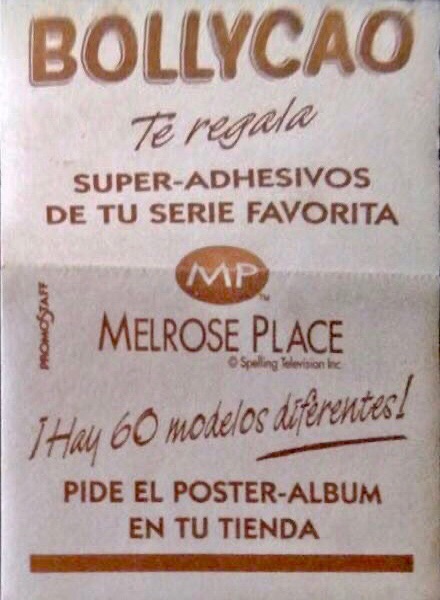 BOLLYCAO
Te regala
SUPER-ADHESIVOS
DE TU SERIE FAVORITA
MP™
PROMOSTAFF
MELROSE PLACE
© Spelling Television Inc.
¡Hay 60 modelos diferentes!
PIDE EL POSTER-ALBUM
EN TU TIENDA